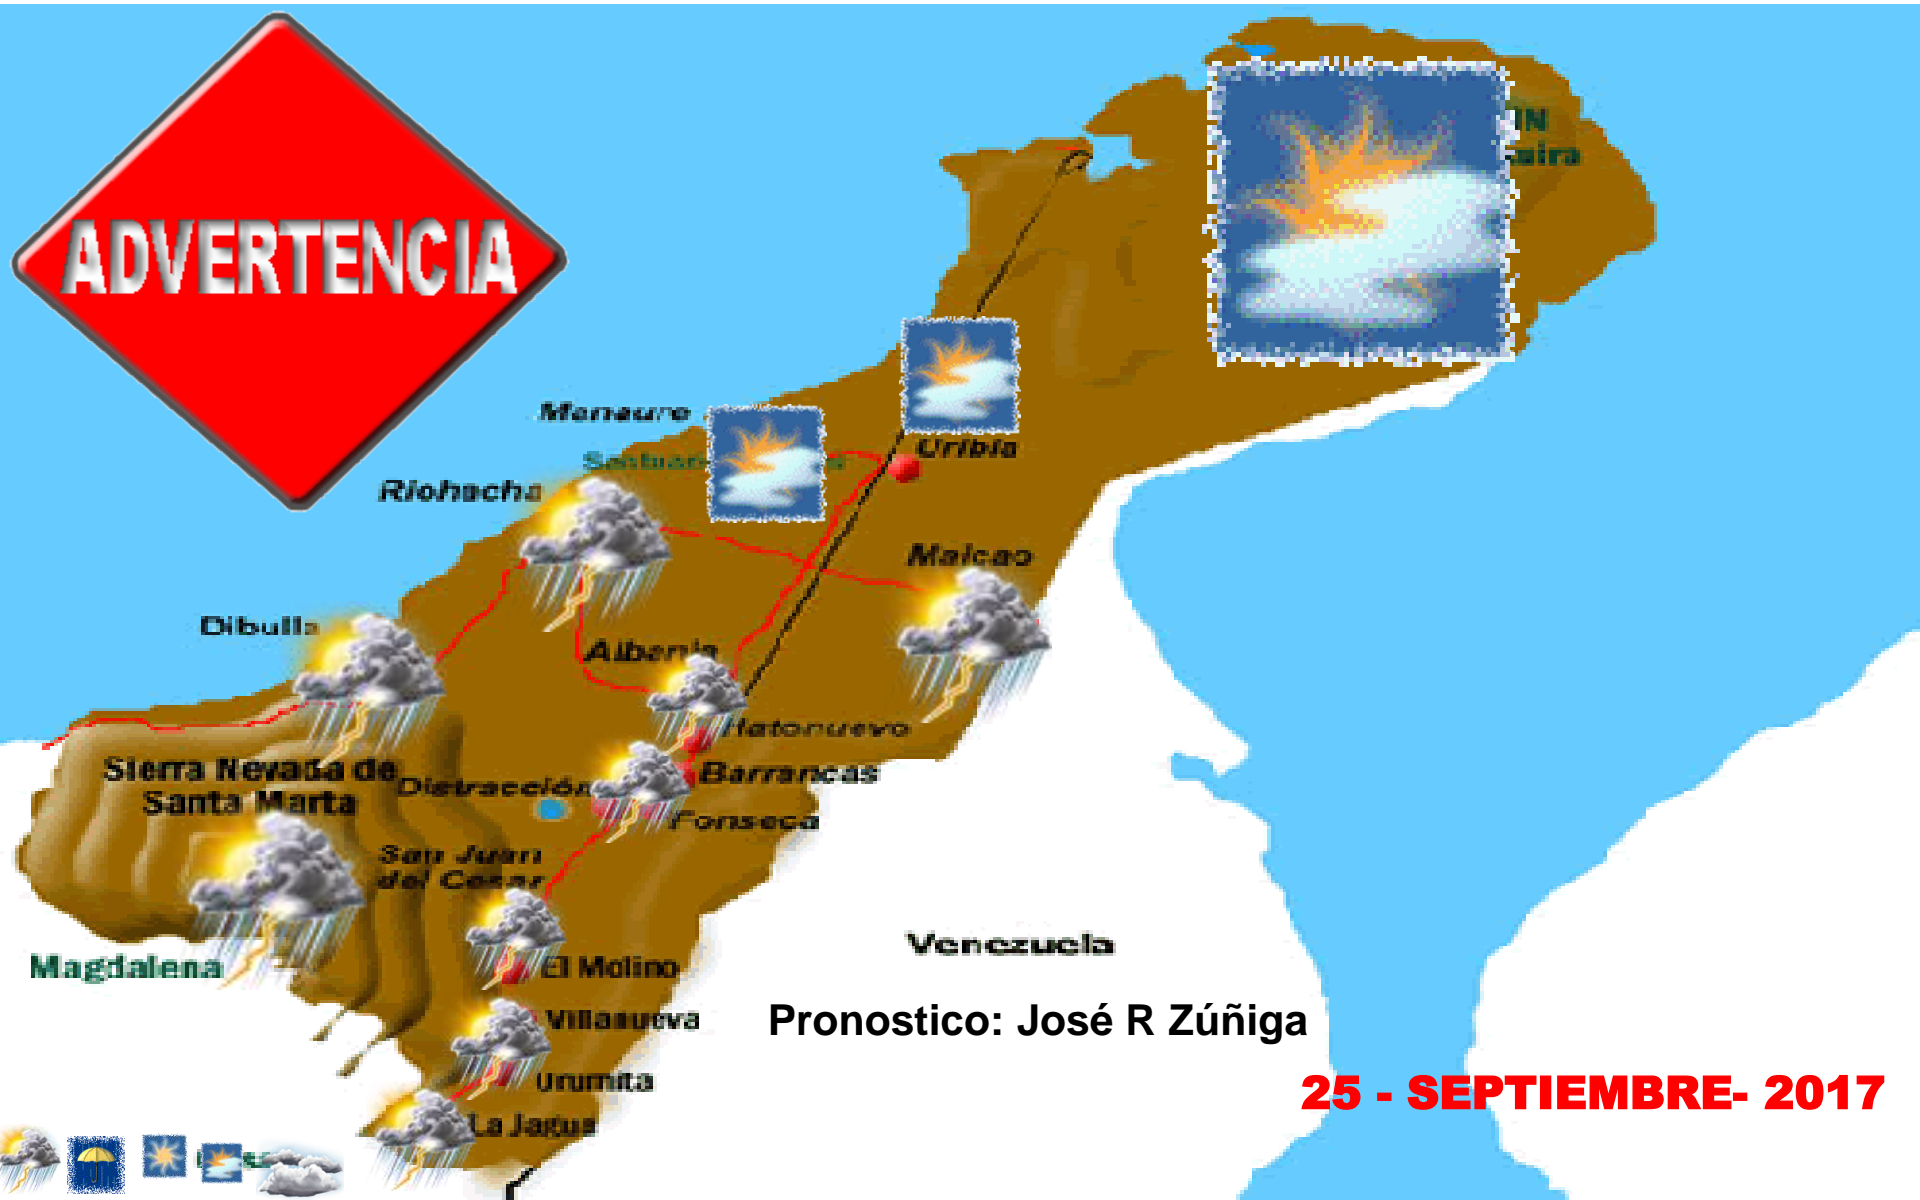 ADVERTENCIA
Manaure
Uribia
Riohacha
Maicao
Dibulla
Albania
Hatonuevo
Sierra Nevada de
Santa Marta
Distracción
Barrancas
Fonseca
San Juan
del Cesar
Venezuela
Magdalena
El Molino
Villanueva
Pronostico: José R Zúñiga
Urumita
25 - SEPTIEMBRE- 2017
La Jagua